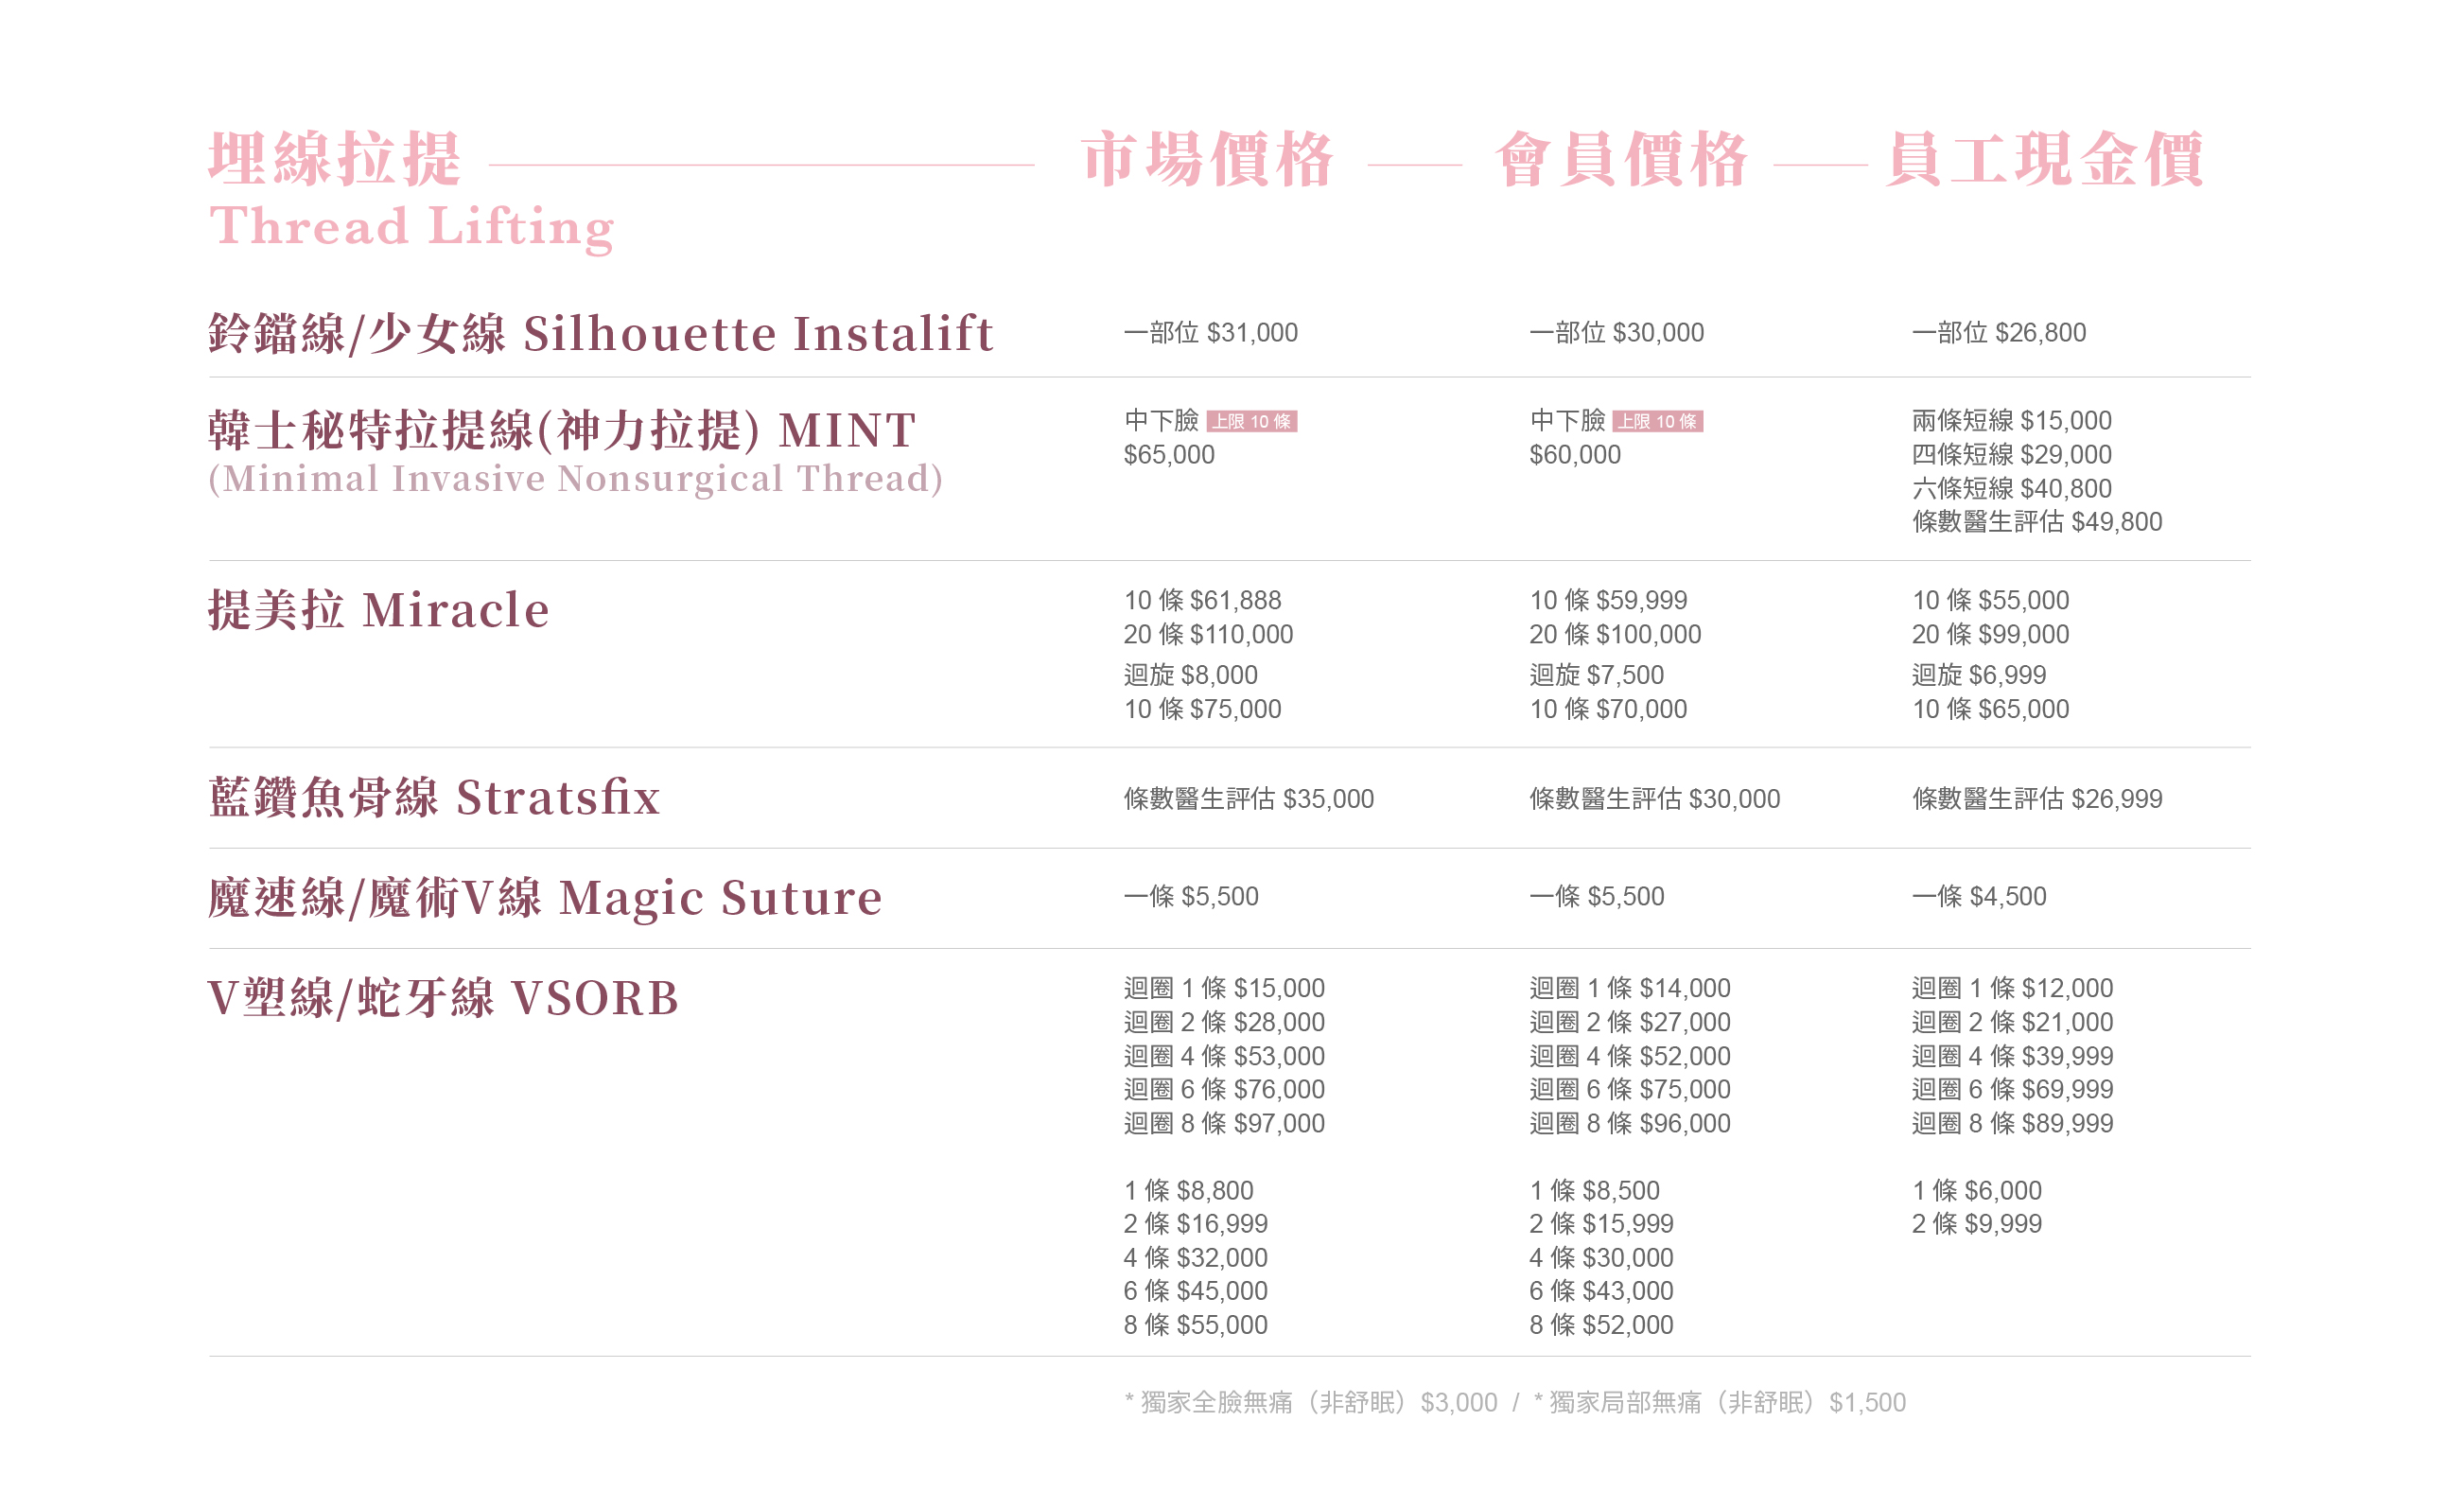 埋線拉提 市場價格 會員價格 員工現金價
Thread Lifting
鈴鐺線/少女線 Silhouette Instalift 一部位 $31,000 一部位 $30,000 一部位 $26,800
韓士秘特拉提線(神力拉提) MINT
(Minimal Invasive Nonsurgical Thread)
中下臉 上限 10 條
$65,000
中下臉 上限 10 條
$60,000
兩條短線 $15,000
四條短線 $29,000
六條短線 $40,800
條數醫生評估 $49,800
提美拉 Miracle
10 條 $61,888
20 條 $110,000
迴旋 $8,000
10 條 $75,000
10 條 $59,999
20 條 $100,000
迴旋 $7,500
10 條 $70,000
10 條 $55,000
20 條 $99,000
迴旋 $6,999
10 條 $65,000
藍鑽魚骨線 Stratsfix 條數醫生評估 $35,000 條數醫生評估 $30,000 條數醫生評估 $26,999
魔速線/魔術V線 Magic Suture 一條 $5,500 一條 $5,500 一條 $4,500
V塑線/蛇牙線 VSORB
迴圈 1 條 $15,000
迴圈 2 條 $28,000
迴圈 4 條 $53,000
迴圈 6 條 $76,000
迴圈 8 條 $97,000
1 條 $8,800
2 條 $16,999
4 條 $32,000
6 條 $45,000
8 條 $55,000
迴圈 1 條 $14,000
迴圈 2 條 $27,000
迴圈 4 條 $52,000
迴圈 6 條 $75,000
迴圈 8 條 $96,000
1 條 $8,500
2 條 $15,999
4 條 $30,000
6 條 $43,000
8 條 $52,000
迴圈 1 條 $12,000
迴圈 2 條 $21,000
迴圈 4 條 $39,999
迴圈 6 條 $69,999
迴圈 8 條 $89,999
1 條 $6,000
2 條 $9,999
* 獨家全臉無痛（非舒眠）$3,000 / * 獨家局部無痛（非舒眠）$1,500